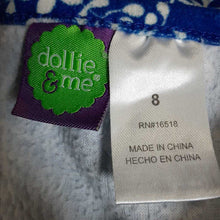 dollie
& me®
8
RN#16518
MADE IN CHINA
HECHO EN CHINA